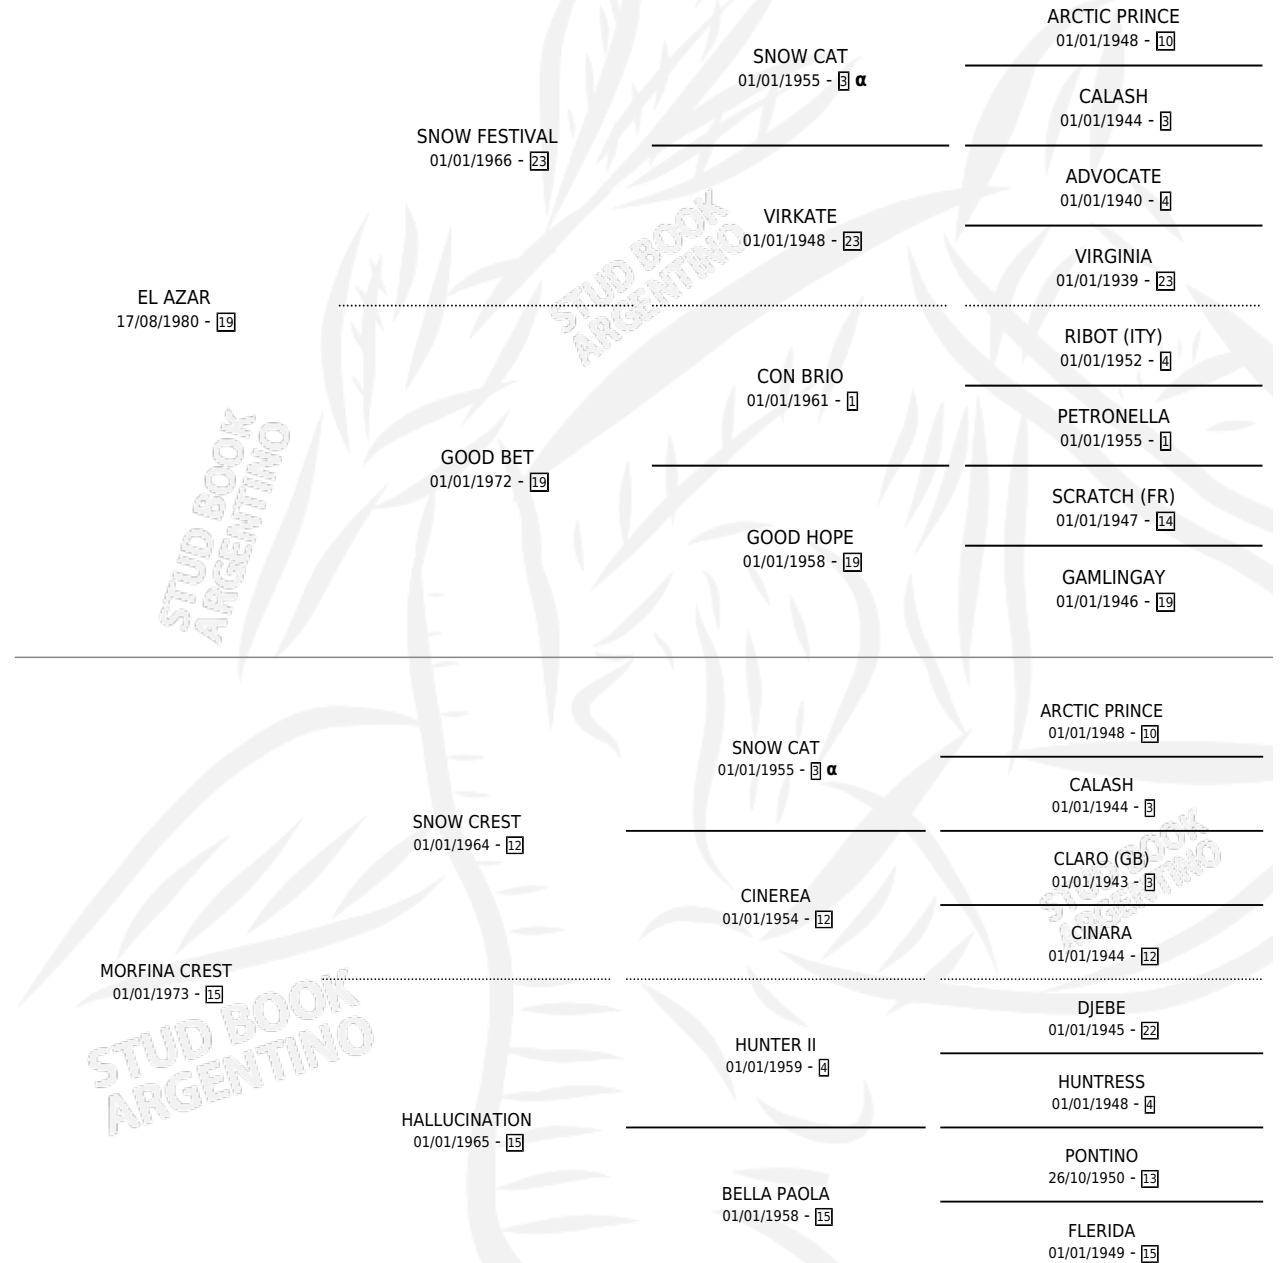 ARCTIC PRINCE
01/01/1948 - 10
SNOW CAT
01/01/1955 - 3 α
CALASH
01/01/1944 - 3
SNOW FESTIVAL
01/01/1966 - 23
ADVOCATE
01/01/1940 - 4
VIRKATE
01/01/1948 - 23
VIRGINIA
01/01/1939 - 23
EL AZAR
17/08/1980 - 19
RIBOT (ITY)
01/01/1952 - 4
CON BRIO
01/01/1961 - 1
PETRONELLA
01/01/1955 - 1
GOOD BET
01/01/1972 - 19
SCRATCH (FR)
01/01/1947 - 14
GOOD HOPE
01/01/1958 - 19
GAMLINGAY
01/01/1946 - 19
STUD BOOK
ARGENTINO
STUD BOOK
ARGENTINO
ARCTIC PRINCE
01/01/1948 - 10
SNOW CAT
01/01/1955 - 3 α
CALASH
01/01/1944 - 3
SNOW CREST
01/01/1964 - 12
CLARO (GB)
01/01/1943 - 3
CINEREA
01/01/1954 - 12
CINARA
01/01/1944 - 12
MORFINA CREST
01/01/1973 - 15
DJEBE
01/01/1945 - 22
HUNTER II
01/01/1959 - 4
HUNTRESS
01/01/1948 - 4
HALLUCINATION
01/01/1965 - 15
PONTINO
26/10/1950 - 13
BELLA PAOLA
01/01/1958 - 15
FLERIDA
01/01/1949 - 15
STUD BOOK
ARGENTINO
STUD BOOK
ARGENTINO